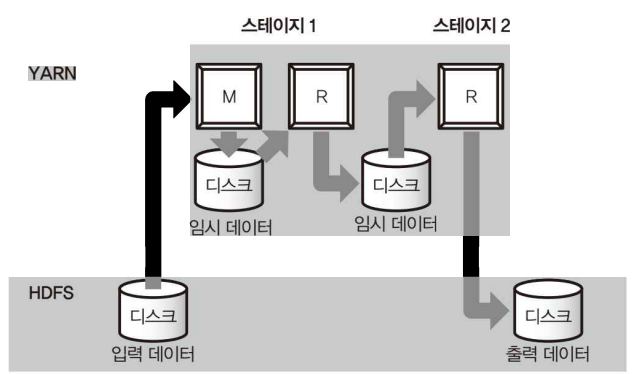 스테이지 1
스테이지 2
YARN
M
R
R
디스크
디스크
임시 데이터
임시 데이터
HDFS
디스크
디스크
입력 데이터
출력 데이터